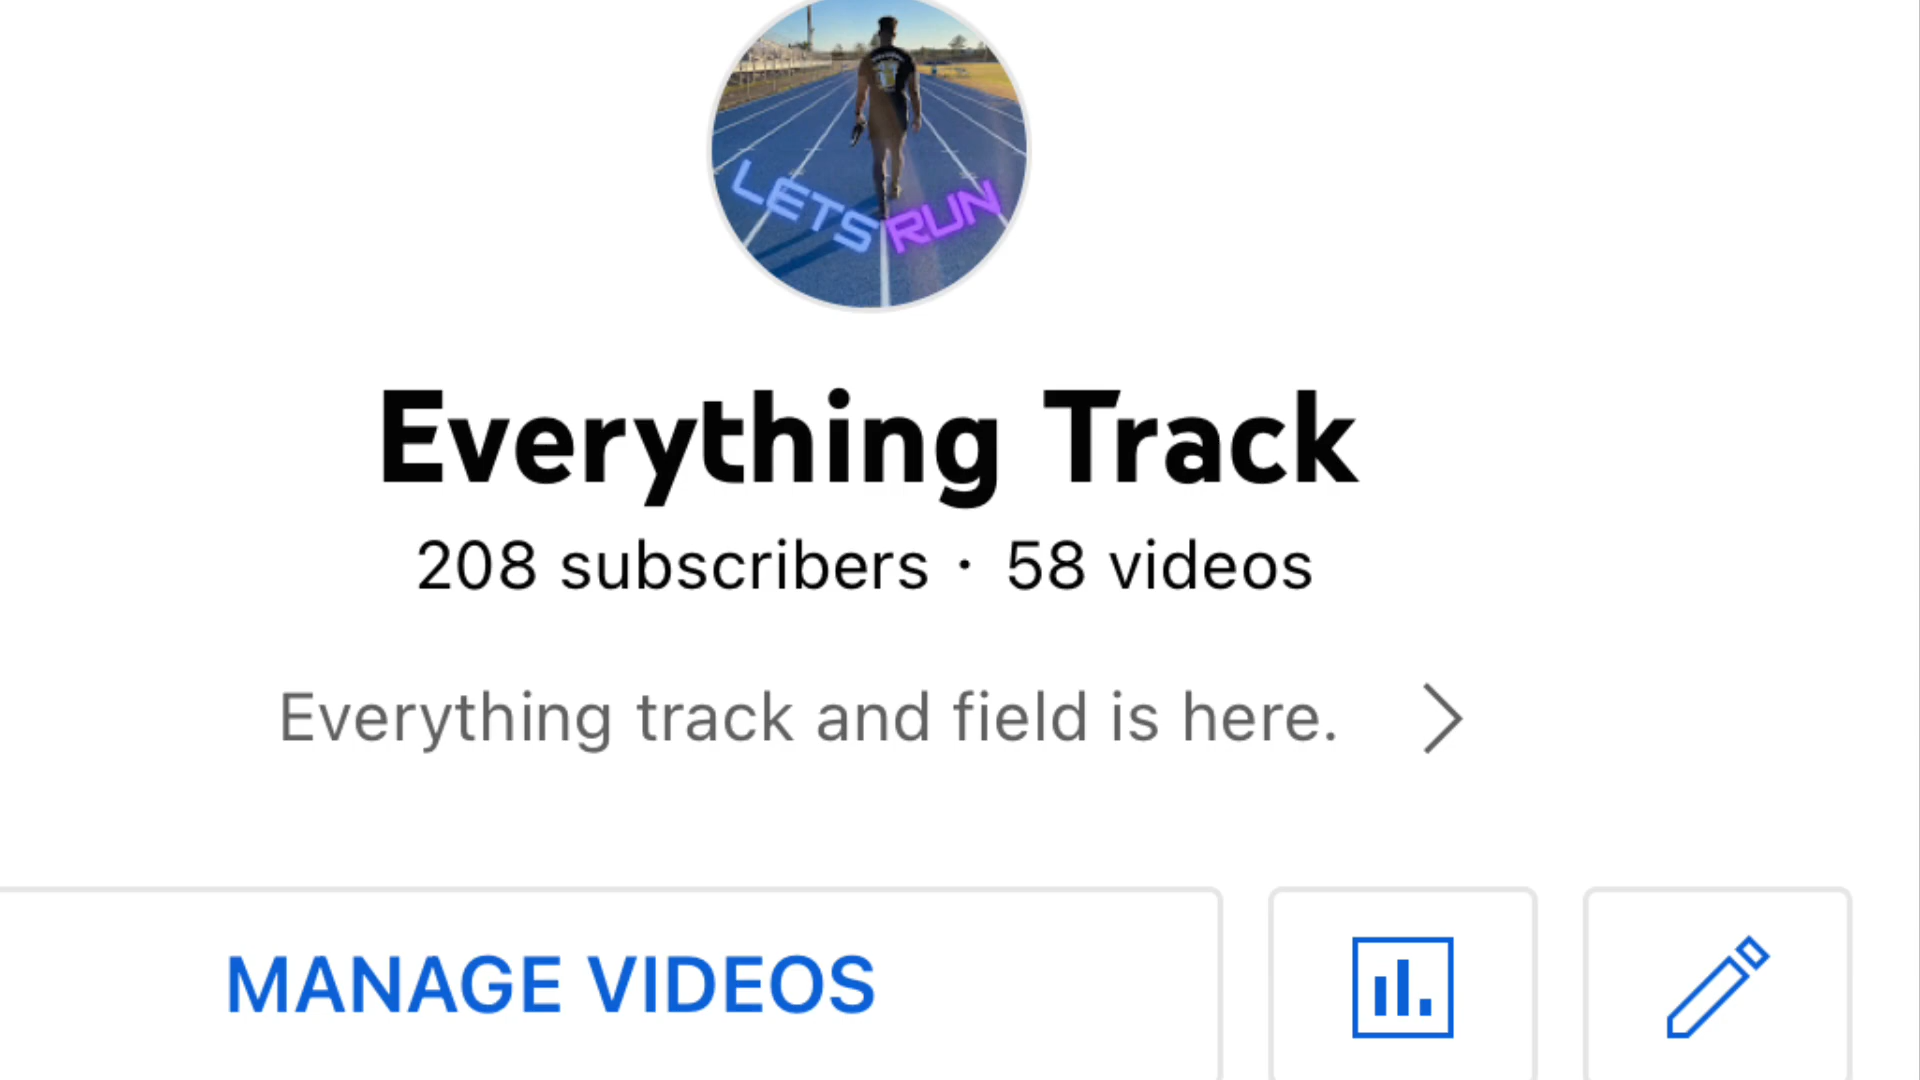 LETS RUN
Everything Track
208 subscribers · 58 videos
Everything track and field is here.
MANAGE VIDEOS